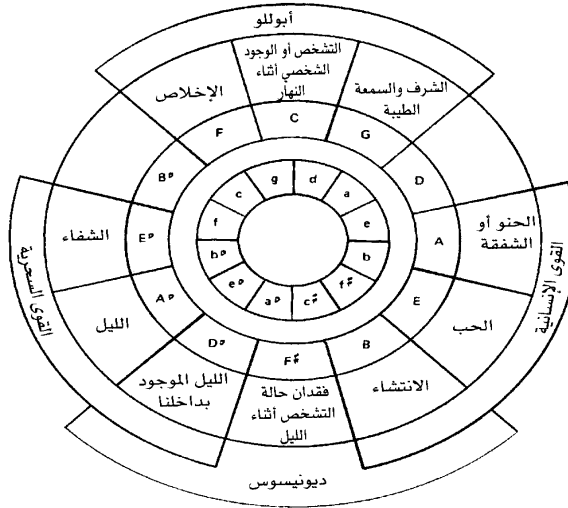 أبوللو
التشخص أو الوجود
الشخصي أثناء
النهار
الشرف والسمعة
الطيبة
الإخلاص
C
G
F
D
B♭
الحنو أو
الشفقة
A
القوى الإنسانية
الشفاء
E♭
القوى السحرية
g
d
c
a
f
e
b♭
b
e♭
f♯
a♭
c♯
الليل
A♭
E
الحب
D♭
F♯
B
الليل الموجود
بداخلنا
فقدان حالة
التشخص أثناء
الليل
الانتشاء
ديونيسوس